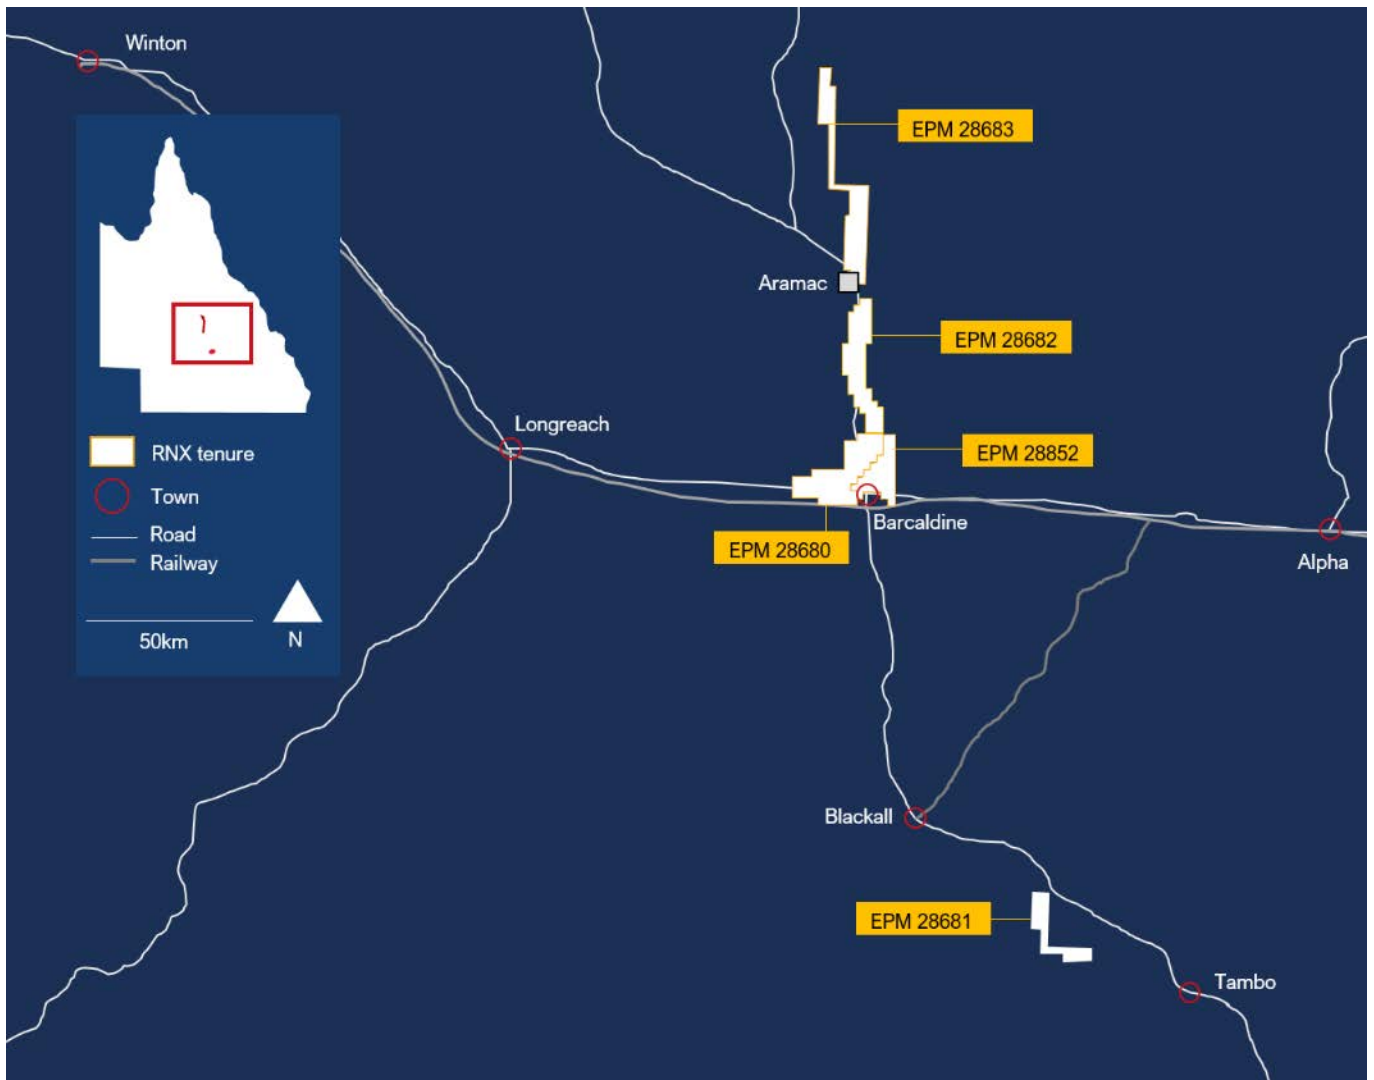 Winton
EPM 28683
Aramac
EPM 28682
Longreach
EPM 28852
RNX tenure
Town
Barcaldine
Road
EPM 28680
Railway
Alpha
50km
N
Blackall
EPM 28681
Tambo